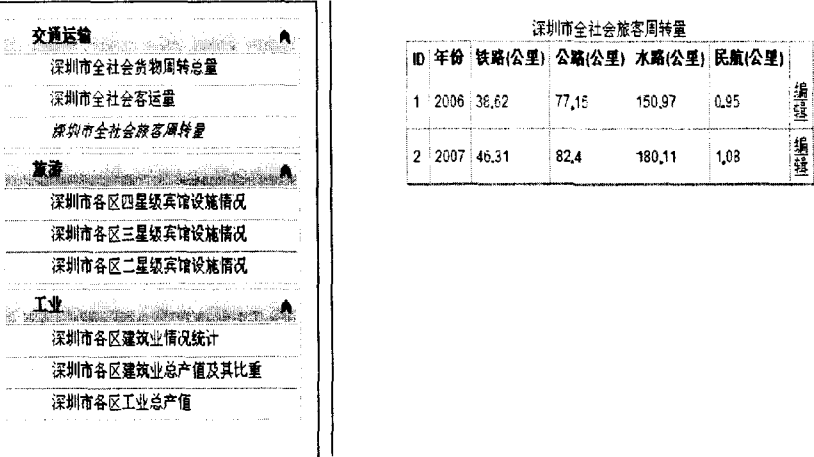 交通运输
深圳市全社会货物周转总量
深圳市全社会客运量
深圳市全社会旅客周转量
旅游
深圳市各区四星级宾馆设施情况
深圳市各区三星级宾馆设施情况
深圳市各区二星级宾馆设施情况
工业
深圳市各区建筑业情况统计
深圳市各区建筑业总产值及其比重
深圳市各区工业总产值
深圳市全社会旅客周转量
ID 年份 铁路(公里) 公路(公里) 水路(公里) 民航(公里)
1 2006 38.62 77.15 150.97 0.95 编辑
2 2007 46.31 82.4 180.11 1.08 编辑